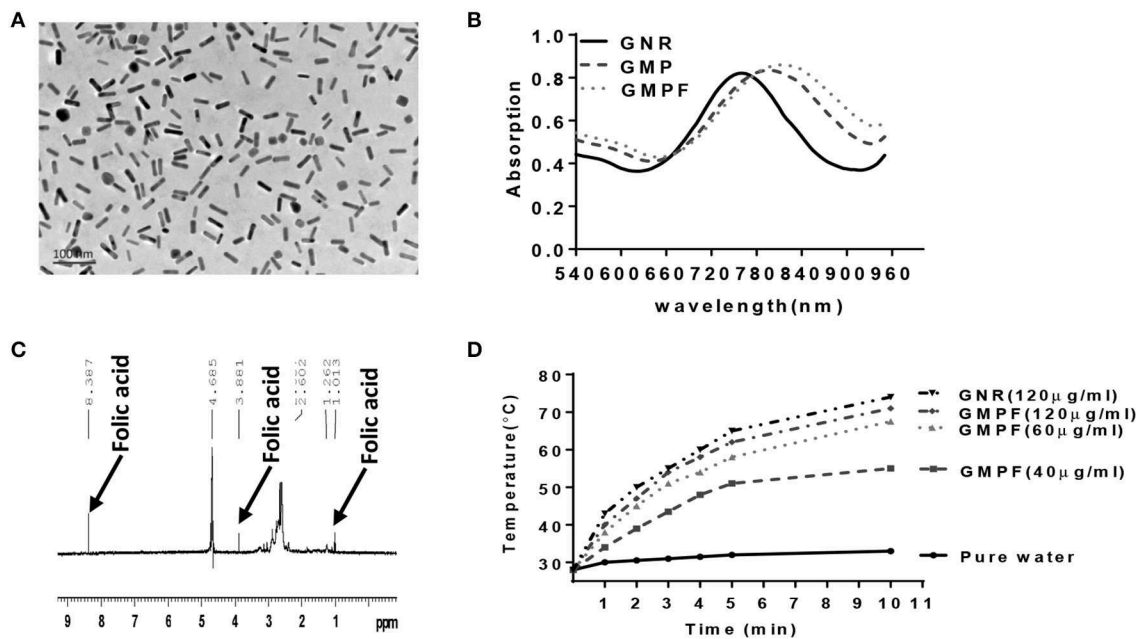 A
100 nm
B
1.0
0.8
0.6
0.4
0.2
0.0
Absorption
GNR
GMP
GMPF
540 600 660 720 780 840 900 960
wavelength(nm)
C
8.387
4.685
3.881
2.602
1.262
1.013
Folic acid
Folic acid
Folic acid
9 8 7 6 5 4 3 2 1 ppm
D
80
70
60
50
40
30
Temperature(°C)
GNR(120μg/ml)
GMPF(120μg/ml)
GMPF(60μg/ml)
GMPF(40μg/ml)
Pure water
1 2 3 4 5 6 7 8 9 10 11
Time (min)